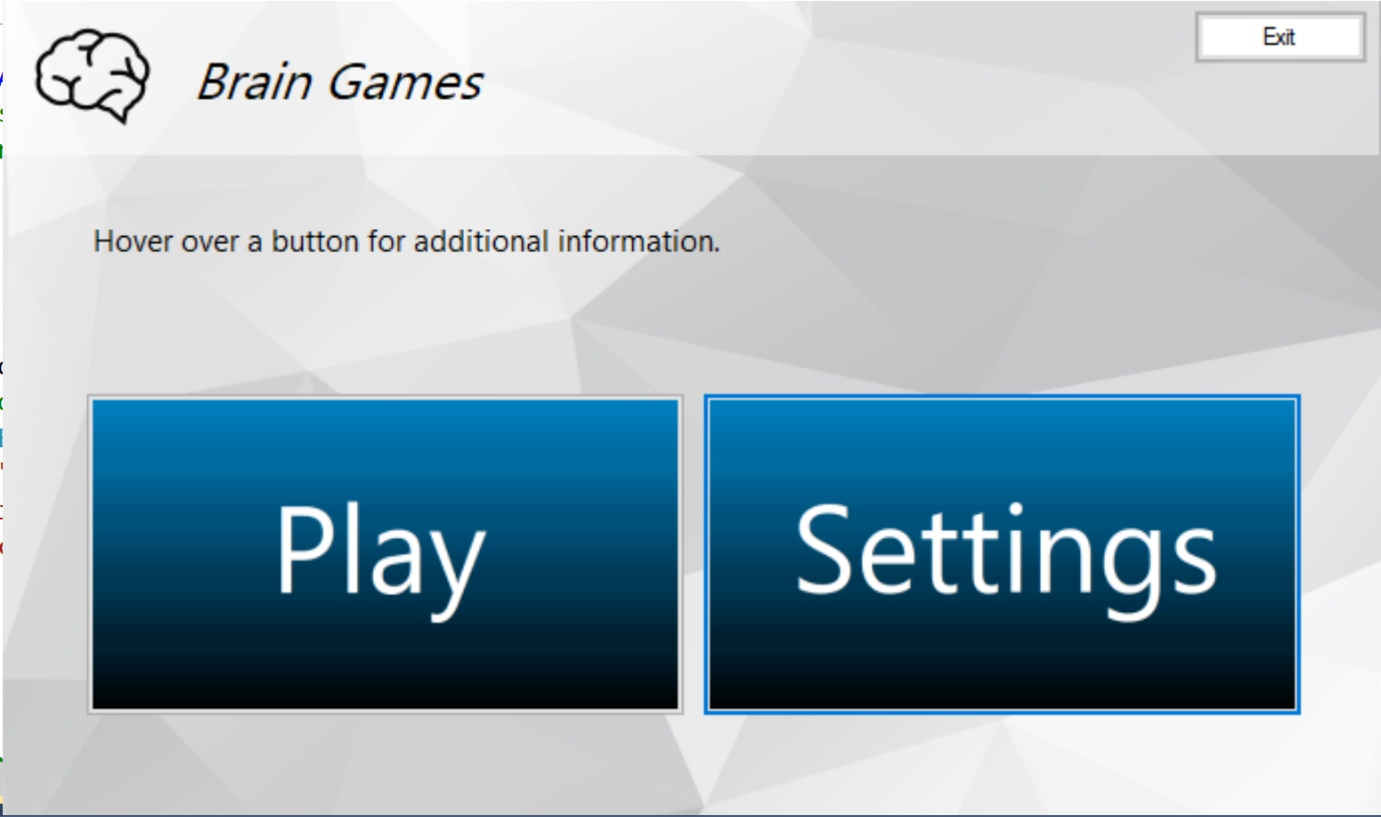 Brain Games
Exit
Hover over a button for additional information.
Play
Settings